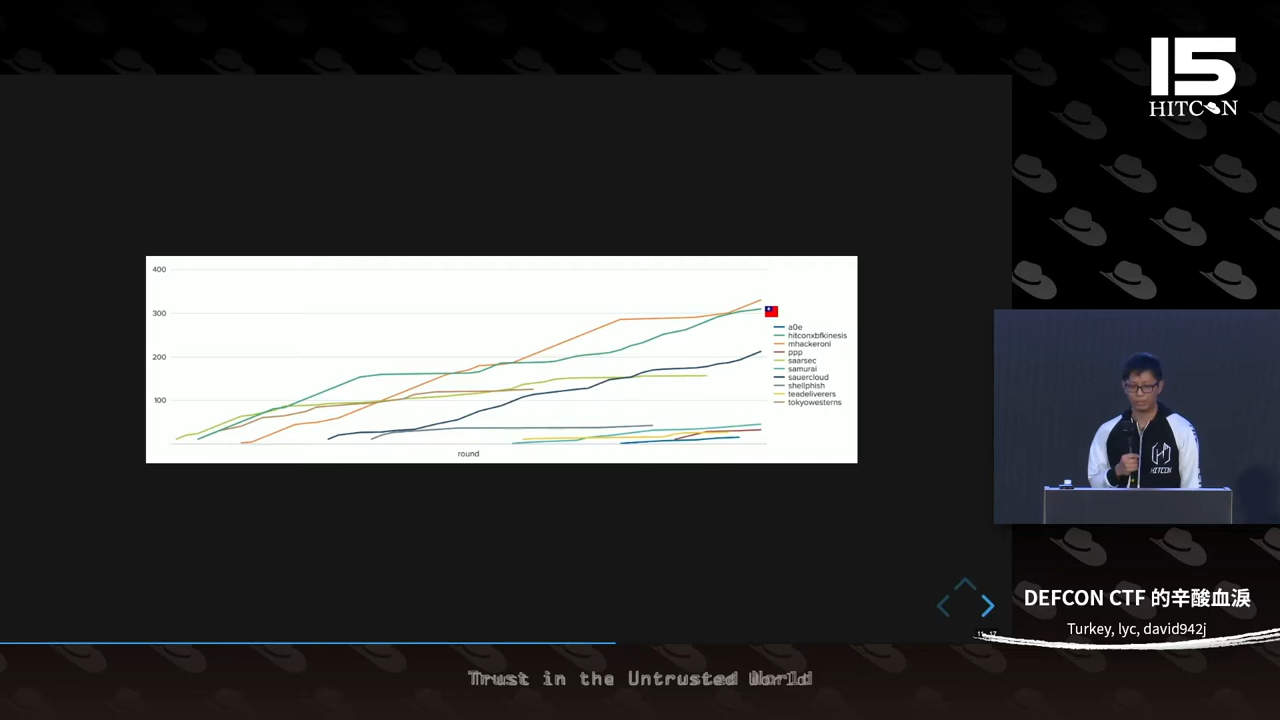 15
HITCON
400
300
200
100
round
a0e
hitconxbfkinesis
mhackeroni
ppp
saarsec
samurai
sauercloud
shellphish
teadeliverers
tokyowesterns
HITCON
DEFCON CTF 的辛酸血淚
Turkey, lyc, david942j
Trust in the Untrusted World